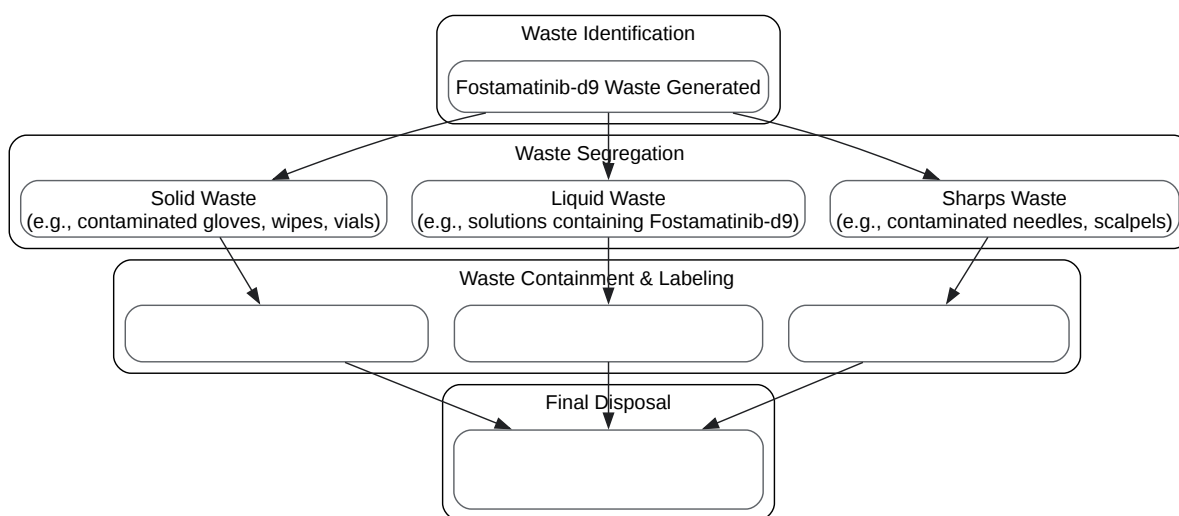 Waste Identification
Fostamatinib-d9 Waste Generated
Waste Segregation
Solid Waste
(e.g., contaminated gloves, wipes, vials)
Liquid Waste
(e.g., solutions containing Fostamatinib-d9)
Sharps Waste
(e.g., contaminated needles, scalpels)
Waste Containment & Labeling
Final Disposal